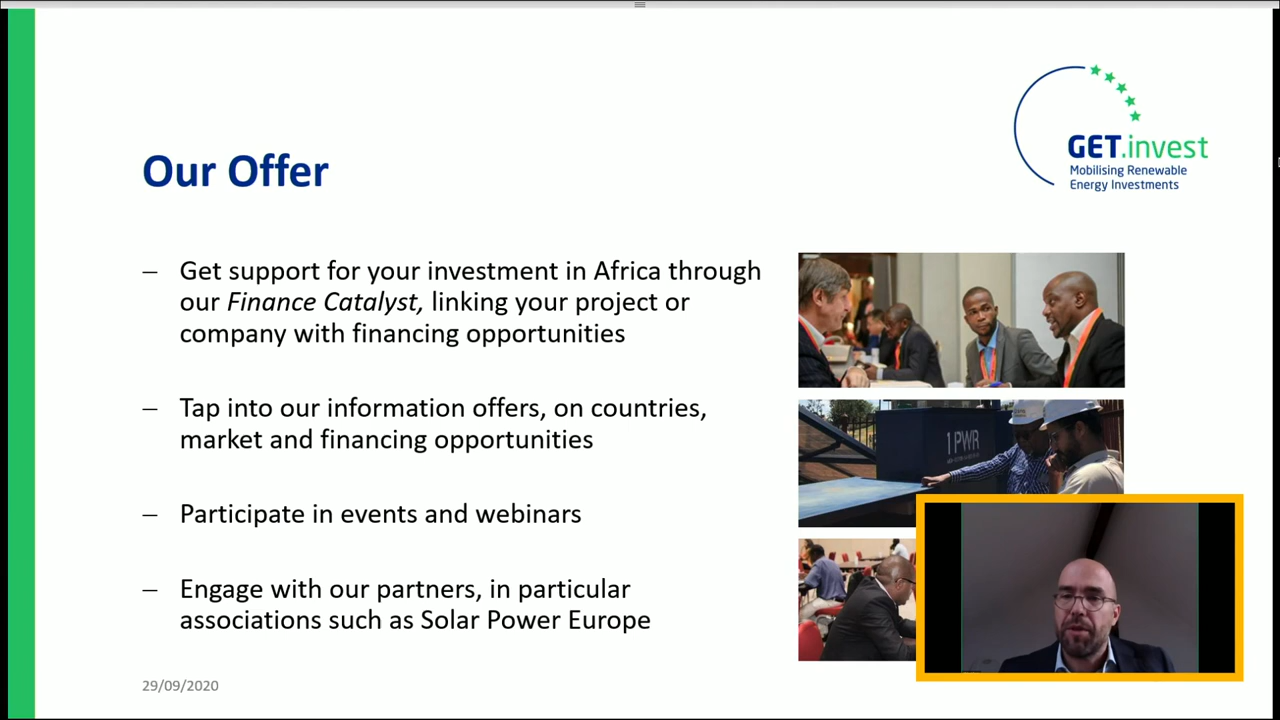 GET.invest
Mobilising Renewable
Energy Investments
Our Offer
– Get support for your investment in Africa through
our Finance Catalyst, linking your project or
company with financing opportunities
– Tap into our information offers, on countries,
market and financing opportunities
– Participate in events and webinars
– Engage with our partners, in particular
associations such as Solar Power Europe
1PWR
29/09/2020